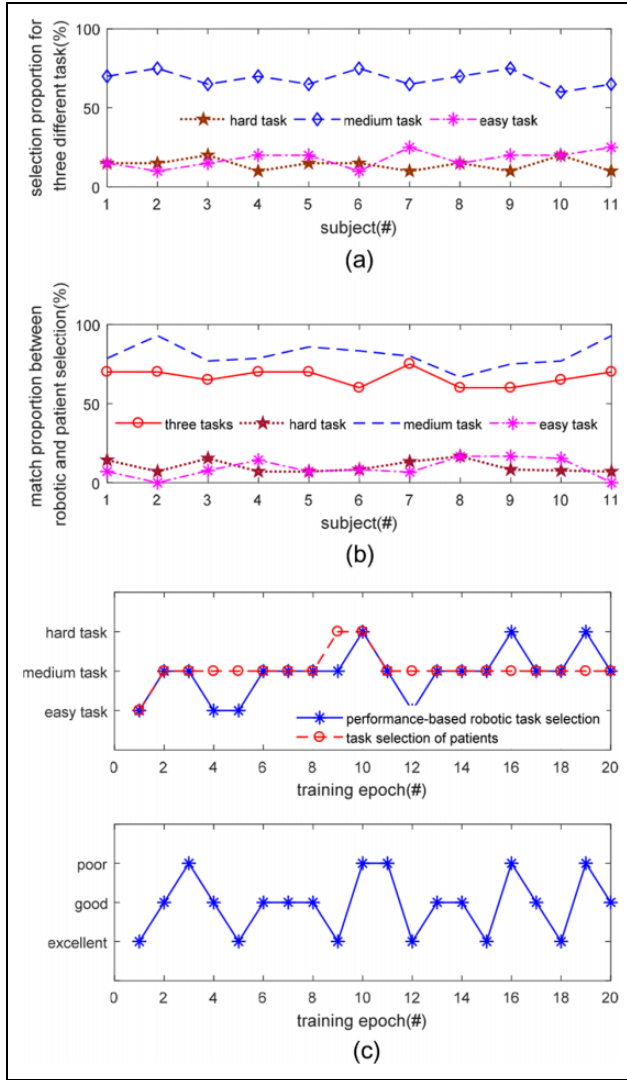 selection proportion for
three different task(%)
100
50
0
hard task medium task easy task
1 2 3 4 5 6 7 8 9 10 11
subject(#)
(a)
match proportion between
robotic and patient selection(%)
100
50
0
three tasks hard task medium task easy task
1 2 3 4 5 6 7 8 9 10 11
subject(#)
(b)
hard task
medium task
easy task
performance-based robotic task selection
task selection of patients
0 2 4 6 8 10 12 14 16 18 20
training epoch(#)
poor
good
excellent
0 2 4 6 8 10 12 14 16 18 20
training epoch(#)
(c)